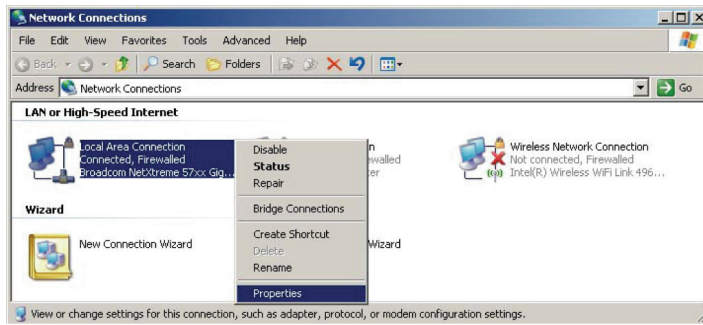 Network Connections
File Edit View Favorites Tools Advanced Help
Back Search Folders
Address Network Connections Go
LAN or High-Speed Internet
Local Area Connection
Connected, Firewalled
Broadcom NetXtreme 57xx Gig...
Disable
Status
Repair
Bridge Connections
Create Shortcut
Delete
Rename
Properties
Wireless Network Connection
Not connected, Firewalled
Intel(R) Wireless WiFi Link 496...
Wizard
New Connection Wizard
Wizard
View or change settings for this connection, such as adapter, protocol, or modem configuration settings.